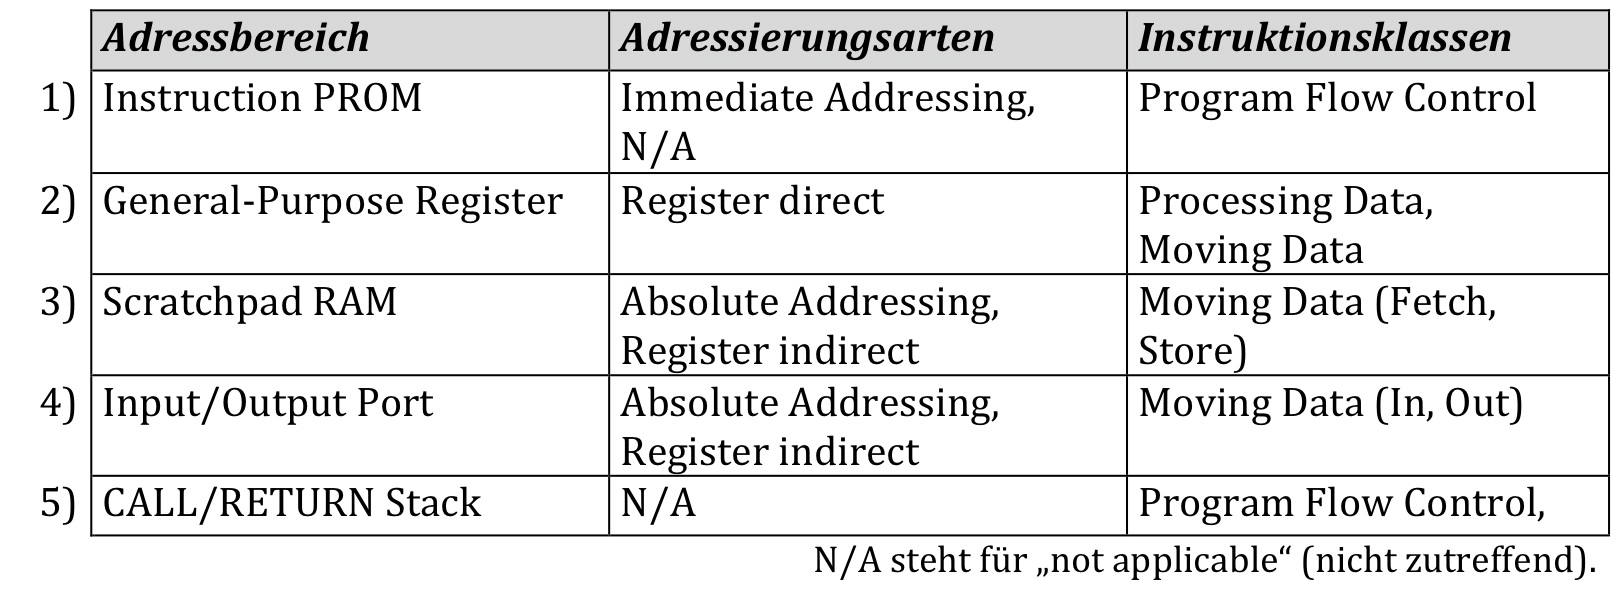 Adressbereich Adressierungsarten Instruktionsklassen
1) Instruction PROM Immediate Addressing, Program Flow Control
N/A
2) General-Purpose Register Register direct Processing Data,
Moving Data
3) Scratchpad RAM Absolute Addressing, Moving Data (Fetch,
Register indirect Store)
4) Input/Output Port Absolute Addressing, Moving Data (In, Out)
Register indirect
5) CALL/RETURN Stack N/A Program Flow Control,
N/A steht für „not applicable“ (nicht zutreffend).